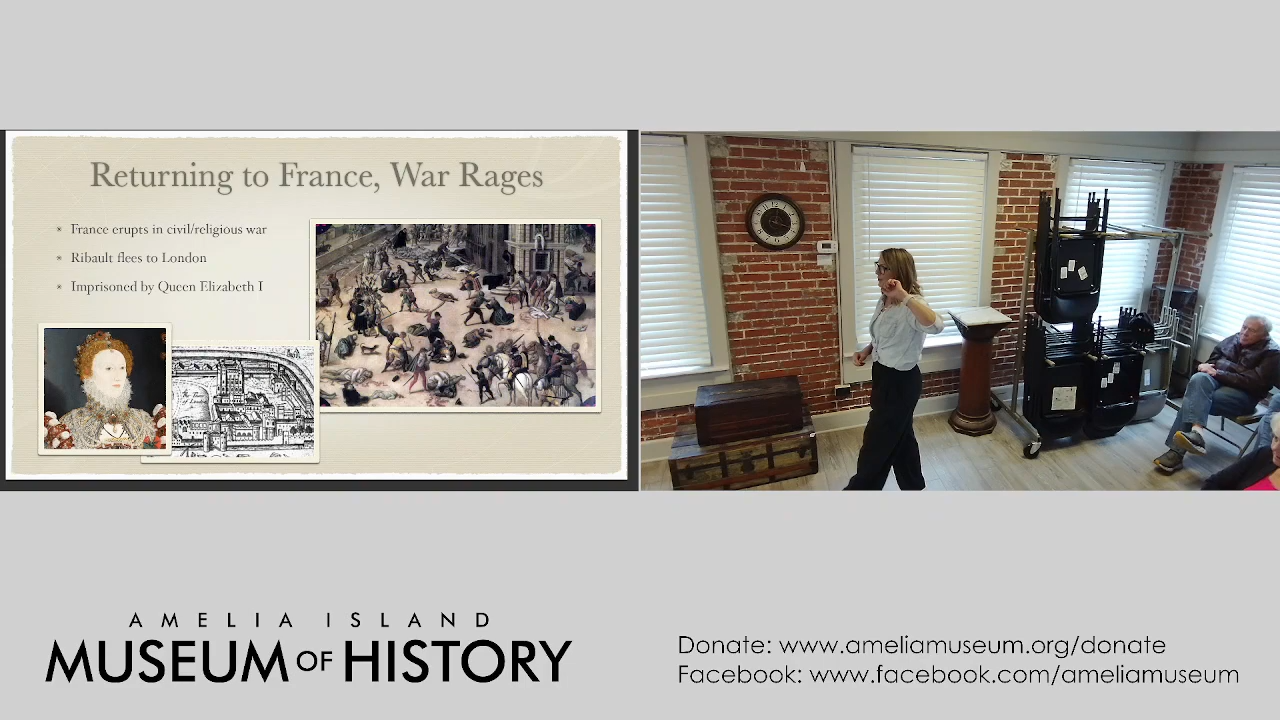 Returning to France, War Rages
France erupts in civil/religious war
Ribault flees to London
Imprisoned by Queen Elizabeth I
AMELIA ISLAND
MUSEUM OF HISTORY
Donate: www.ameliamuseum.org/donate
Facebook: www.facebook.com/ameliamuseum